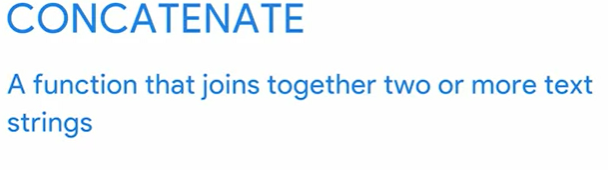 CONCATENATE
A function that joins together two or more text
strings